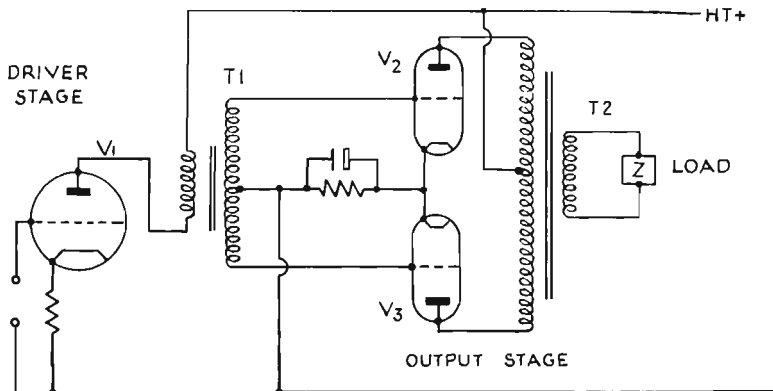 HT+
DRIVER
STAGE
V1
T1
V2
T2
Z
LOAD
V3
OUTPUT STAGE